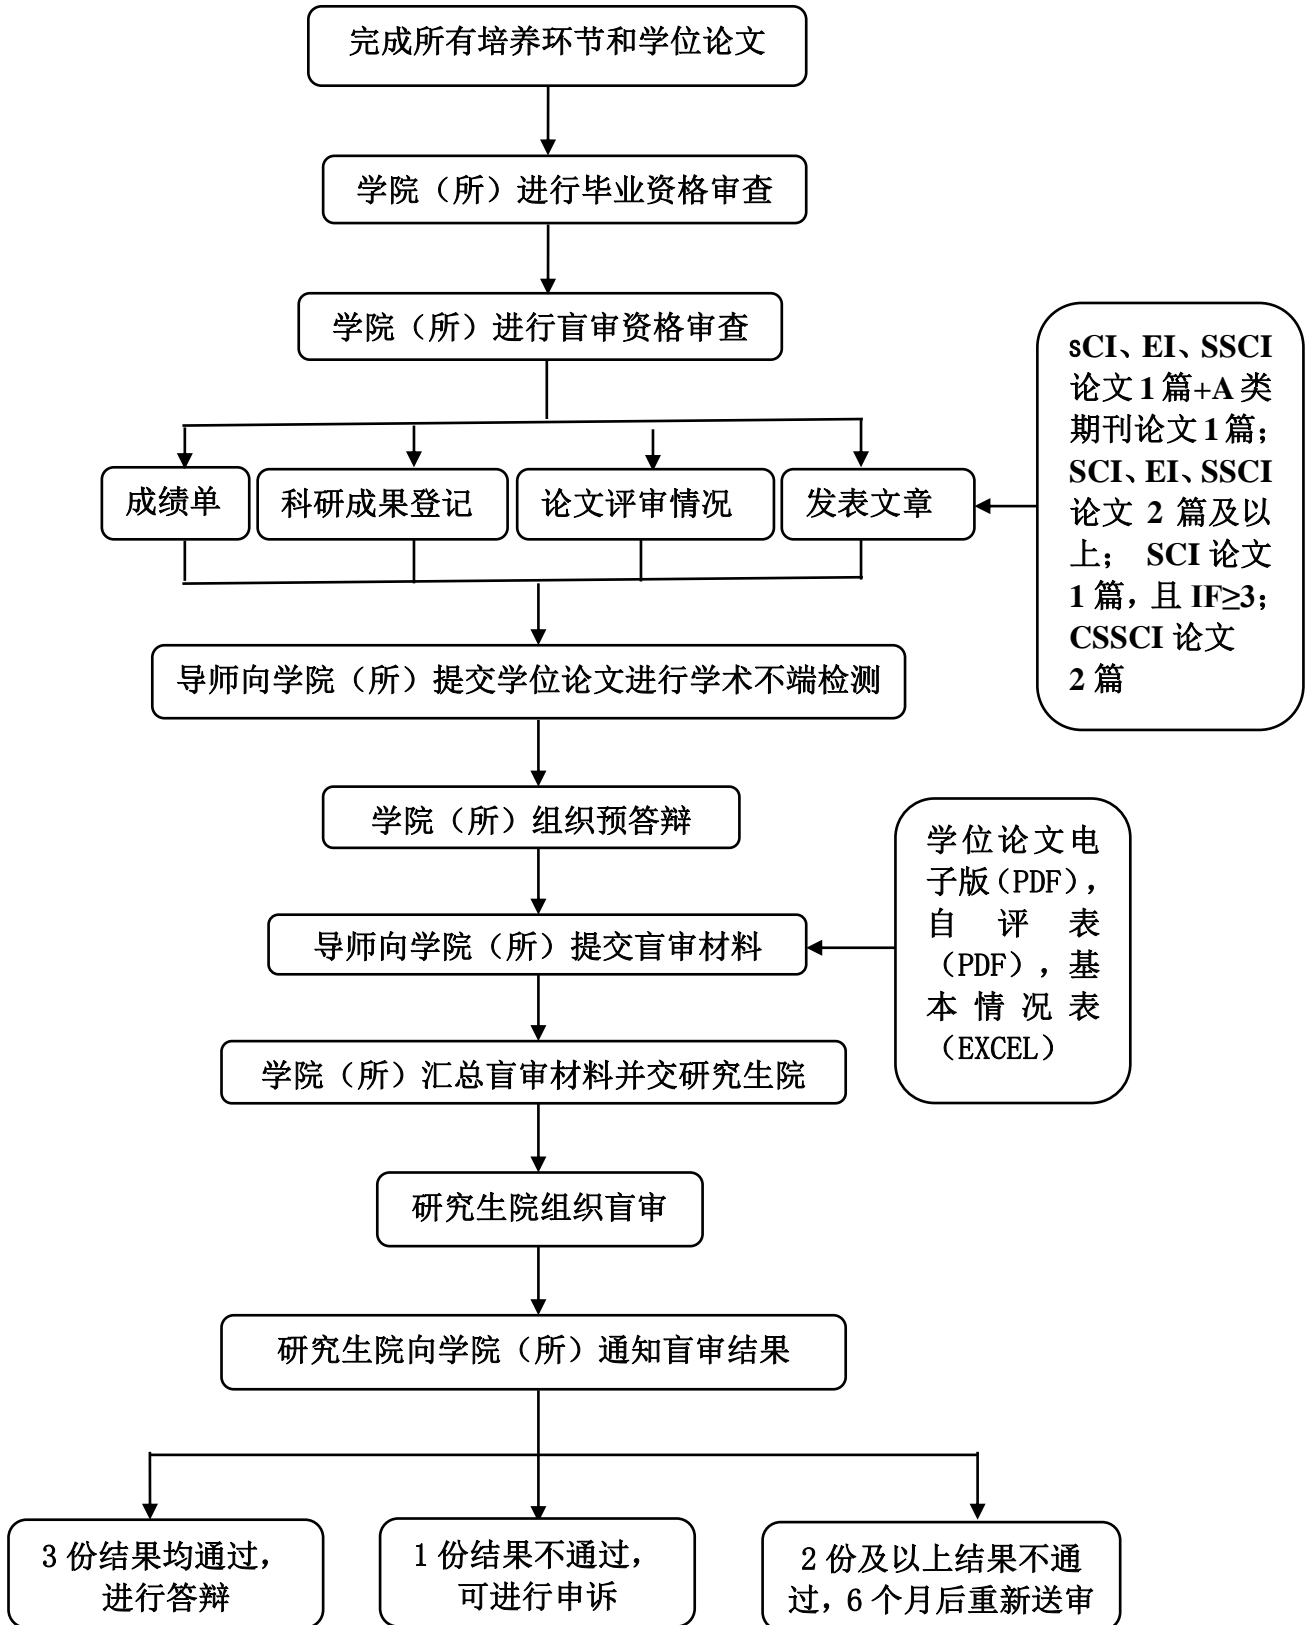 完成所有培养环节和学位论文
学院（所）进行毕业资格审查
学院（所）进行盲审资格审查
成绩单
科研成果登记
论文评审情况
发表文章
sCI、EI、SSCI
论文 1 篇+A 类
期刊论文 1 篇；
SCI、EI、SSCI
论文 2 篇及以
上； SCI 论文
1 篇，且 IF≥3；
CSSCI 论文
2 篇
导师向学院（所）提交学位论文进行学术不端检测
学院（所）组织预答辩
导师向学院（所）提交盲审材料
学位论文电
子版（PDF），
自评表
（PDF），基
本情况表
（EXCEL）
学院（所）汇总盲审材料并交研究生院
研究生院组织盲审
研究生院向学院（所）通知盲审结果
3 份结果均通过，
进行答辩
1 份结果不通过，
可进行申诉
2 份及以上结果不通
过，6 个月后重新送审